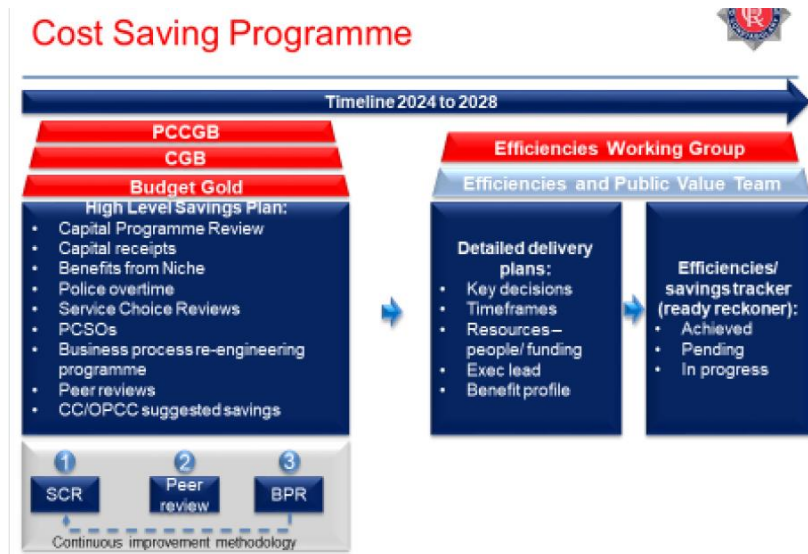 Cost Saving Programme
Timeline 2024 to 2028
PCCGB
CGB
Budget Gold
High Level Savings Plan:
• Capital Programme Review
• Capital receipts
• Benefits from Niche
• Police overtime
• Service Choice Reviews
• PCSOs
• Business process re-engineering
programme
• Peer reviews
• CC/OPCC suggested savings
1
SCR
2
Peer
review
3
BPR
Continuous improvement methodology
Efficiencies Working Group
Efficiencies and Public Value Team
Detailed delivery
plans:
• Key decisions
• Timeframes
• Resources –
people/ funding
• Exec lead
• Benefit profile
Efficiencies/
savings tracker
(ready reckoner):
• Achieved
• Pending
• In progress